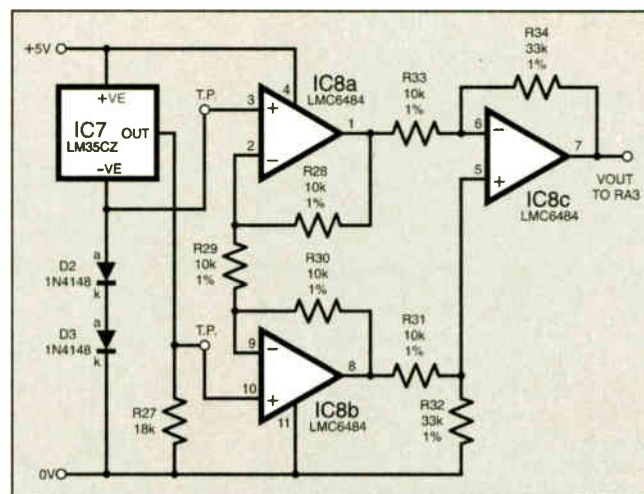 +5V
+VE
IC7 OUT
LM35CZ
-VE
T.P.
3
4
IC8a
LMC6484
+
-
2
1
R33
10k
1%
R34
33k
1%
6
-
7
5
+
IC8c
LMC6484
VOUT
TO RA3
R28
10k
1%
R29
10k
1%
R30
10k
1%
D2
1N4148
a
k
D3
1N4148
a
k
T.P.
9
-
10
+
8
11
IC8b
LMC6484
R31
10k
1%
R32
33k
1%
R27
18k
0V